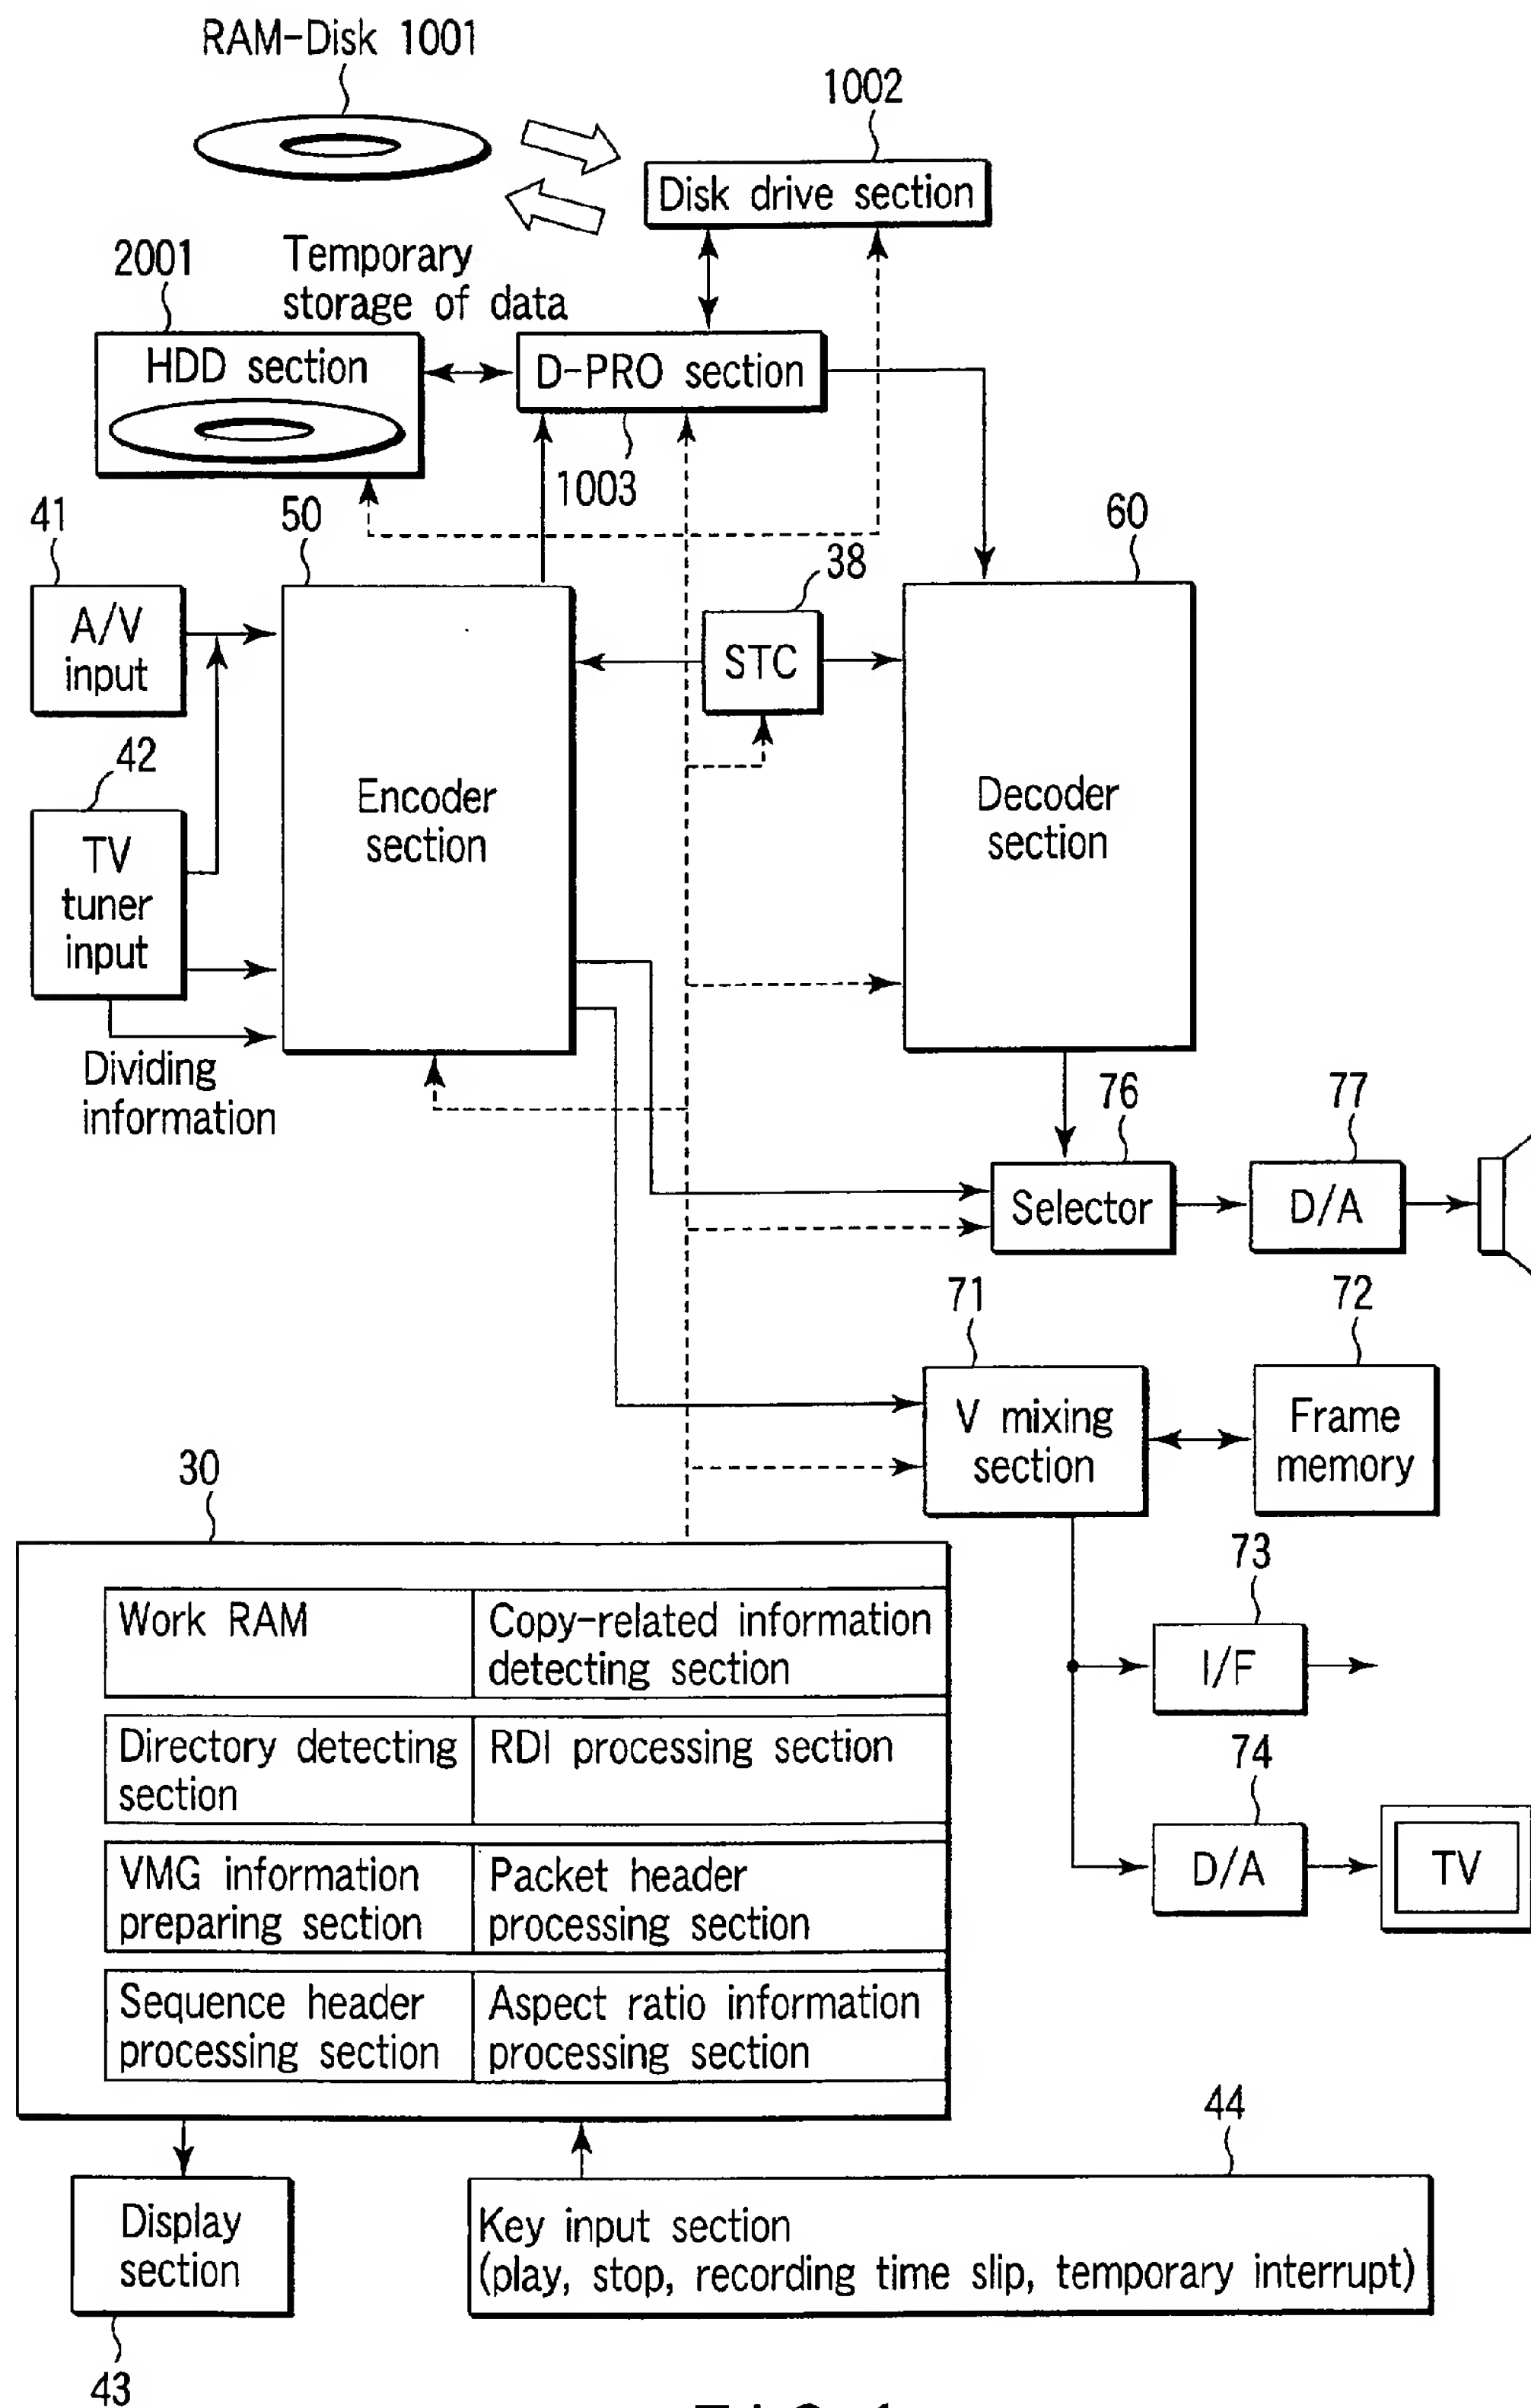 RAM-Disk 1001
1002
Disk drive section
2001
Temporary
storage of data
HDD section
D-PRO section
1003
41
50
38
60
A/V
input
STC
42
TV
tuner
input
Encoder
section
Decoder
section
Dividing
information
76
77
Selector
D/A
71
72
V mixing
section
Frame
memory
30
73
I/F
Work RAM
Copy-related information
detecting section
Directory detecting
section
RDI processing section
74
D/A
TV
VMG information
preparing section
Packet header
processing section
Sequence header
processing section
Aspect ratio information
processing section
44
Display
section
Key input section
(play, stop, recording time slip, temporary interrupt)
43